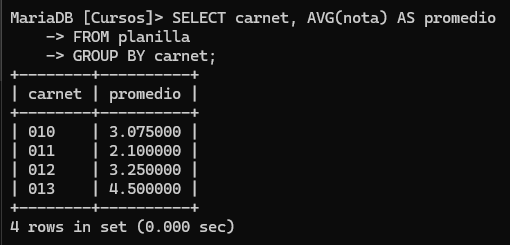 MariaDB [Cursos]> SELECT carnet, AVG(nota) AS promedio
    -> FROM planilla
    -> GROUP BY carnet;
+--------+----------+
| carnet | promedio |
+--------+----------+
| 010    | 3.075000 |
| 011    | 2.100000 |
| 012    | 3.250000 |
| 013    | 4.500000 |
+--------+----------+
4 rows in set (0.000 sec)